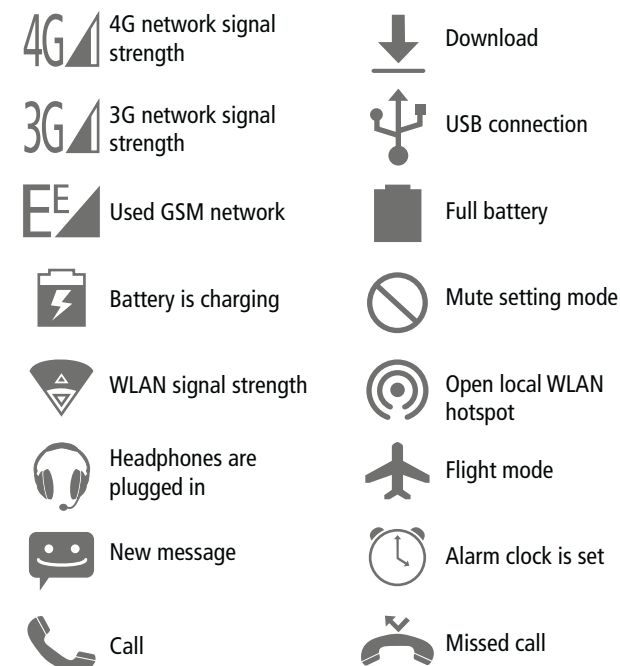 4G
4G network signal
strength
3G
3G network signal
strength
EE
Used GSM network
Battery is charging
WLAN signal strength
Headphones are
plugged in
New message
Call
Download
USB connection
Full battery
Mute setting mode
Open local WLAN
hotspot
Flight mode
Alarm clock is set
Missed call